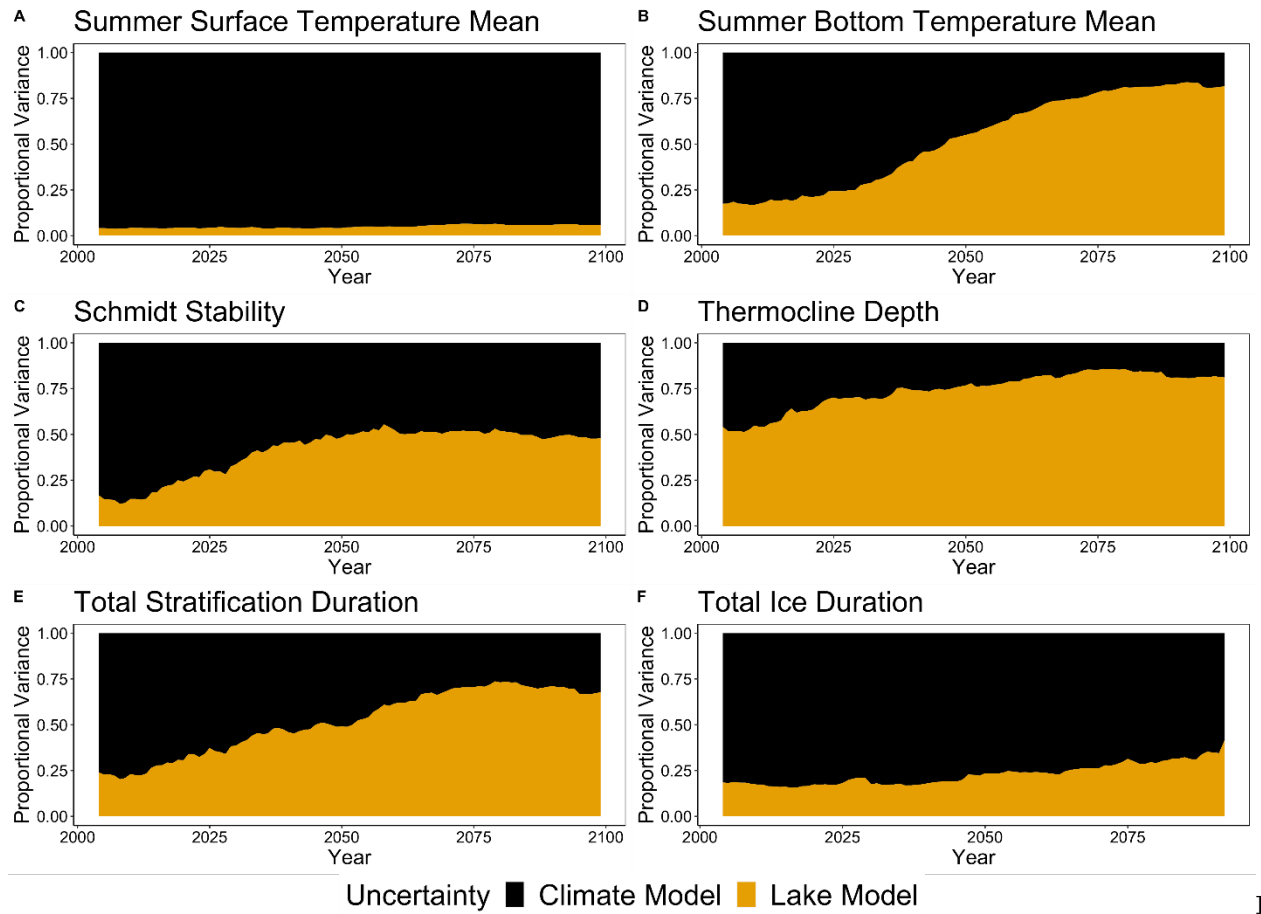 A Summer Surface Temperature Mean
1.00
0.75
0.50
0.25
0.00
Proportional Variance
2000 2025 2050 2075 2100
Year
B Summer Bottom Temperature Mean
1.00
0.75
0.50
0.25
0.00
Proportional Variance
2000 2025 2050 2075 2100
Year
C Schmidt Stability
1.00
0.75
0.50
0.25
0.00
Proportional Variance
2000 2025 2050 2075 2100
Year
D Thermocline Depth
1.00
0.75
0.50
0.25
0.00
Proportional Variance
2000 2025 2050 2075 2100
Year
E Total Stratification Duration
1.00
0.75
0.50
0.25
0.00
Proportional Variance
2000 2025 2050 2075 2100
Year
F Total Ice Duration
1.00
0.75
0.50
0.25
0.00
Proportional Variance
2000 2025 2050 2075
Year
Uncertainty Climate Model Lake Model
]